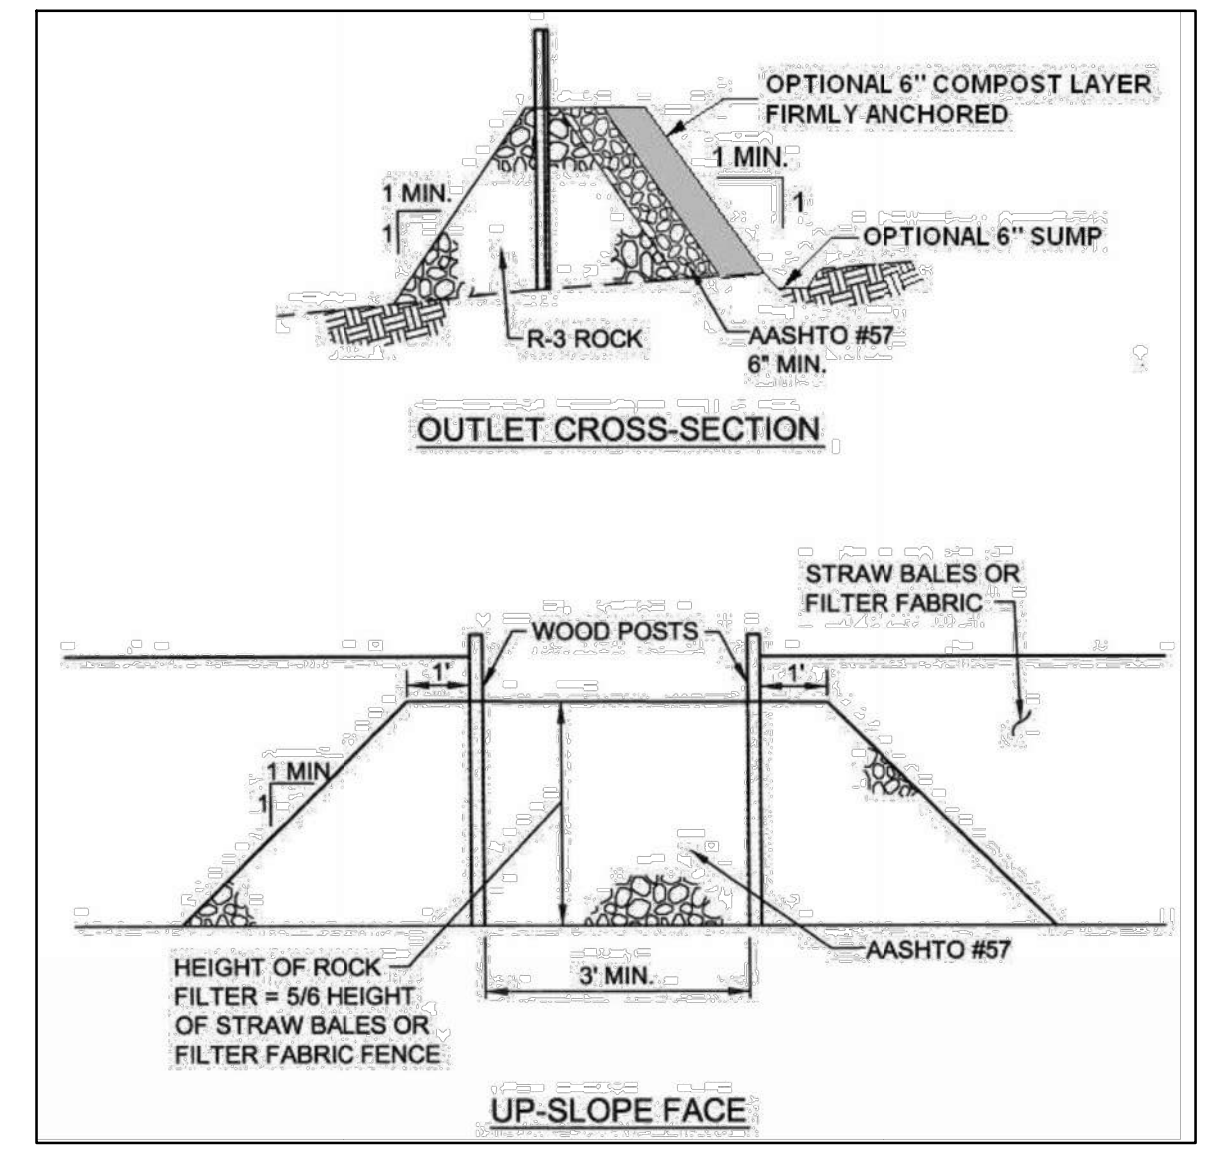 OPTIONAL 6" COMPOST LAYER
FIRMLY ANCHORED
1 MIN.
1
1 MIN.
1
OPTIONAL 6" SUMP
R-3 ROCK
AASHTO #57
6" MIN.
OUTLET CROSS-SECTION
STRAW BALES OR
FILTER FABRIC
WOOD POSTS
1'
1'
1 MIN
1
AASHTO #57
HEIGHT OF ROCK
FILTER = 5/6 HEIGHT
OF STRAW BALES OR
FILTER FABRIC FENCE
3' MIN.
UP-SLOPE FACE